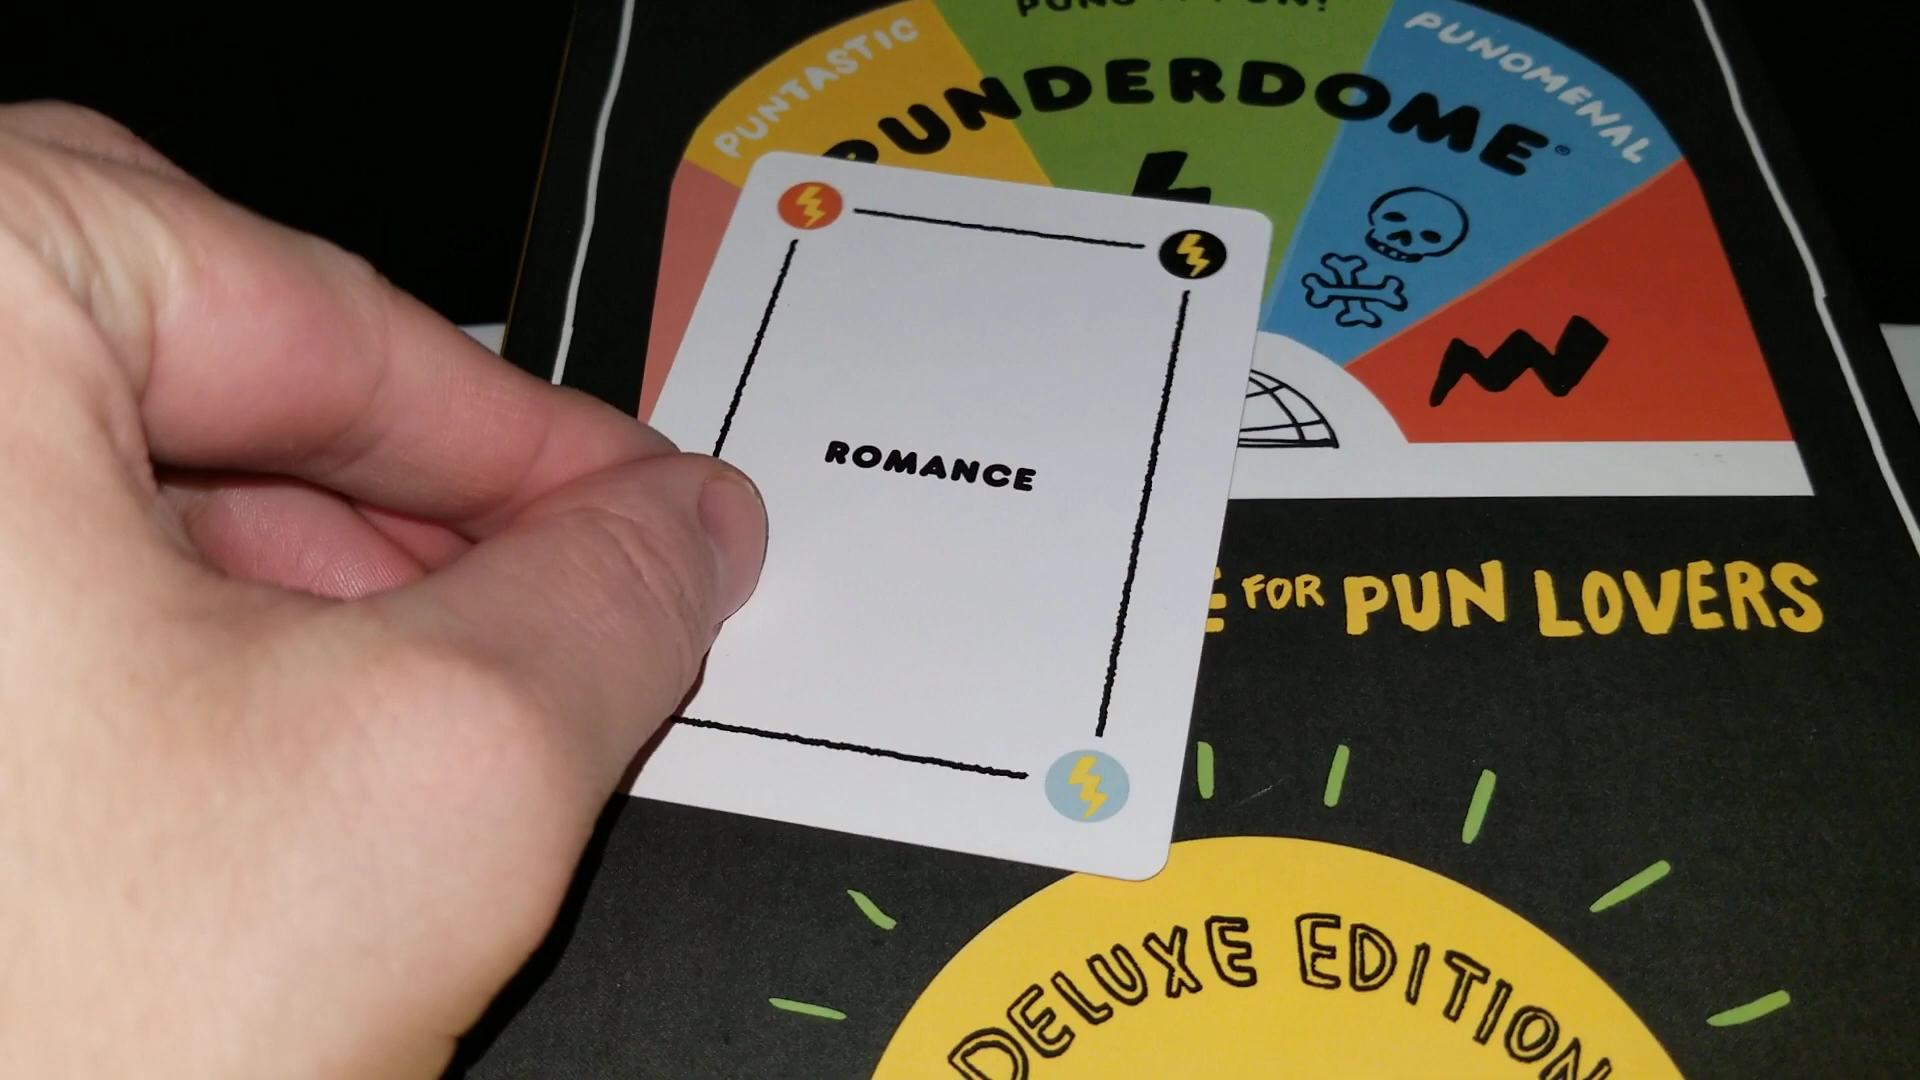 PUNTASTIC
PUNOMENAL
PUNDERDOME®
ROMANCE
FOR PUN LOVERS
DELUXE EDITION